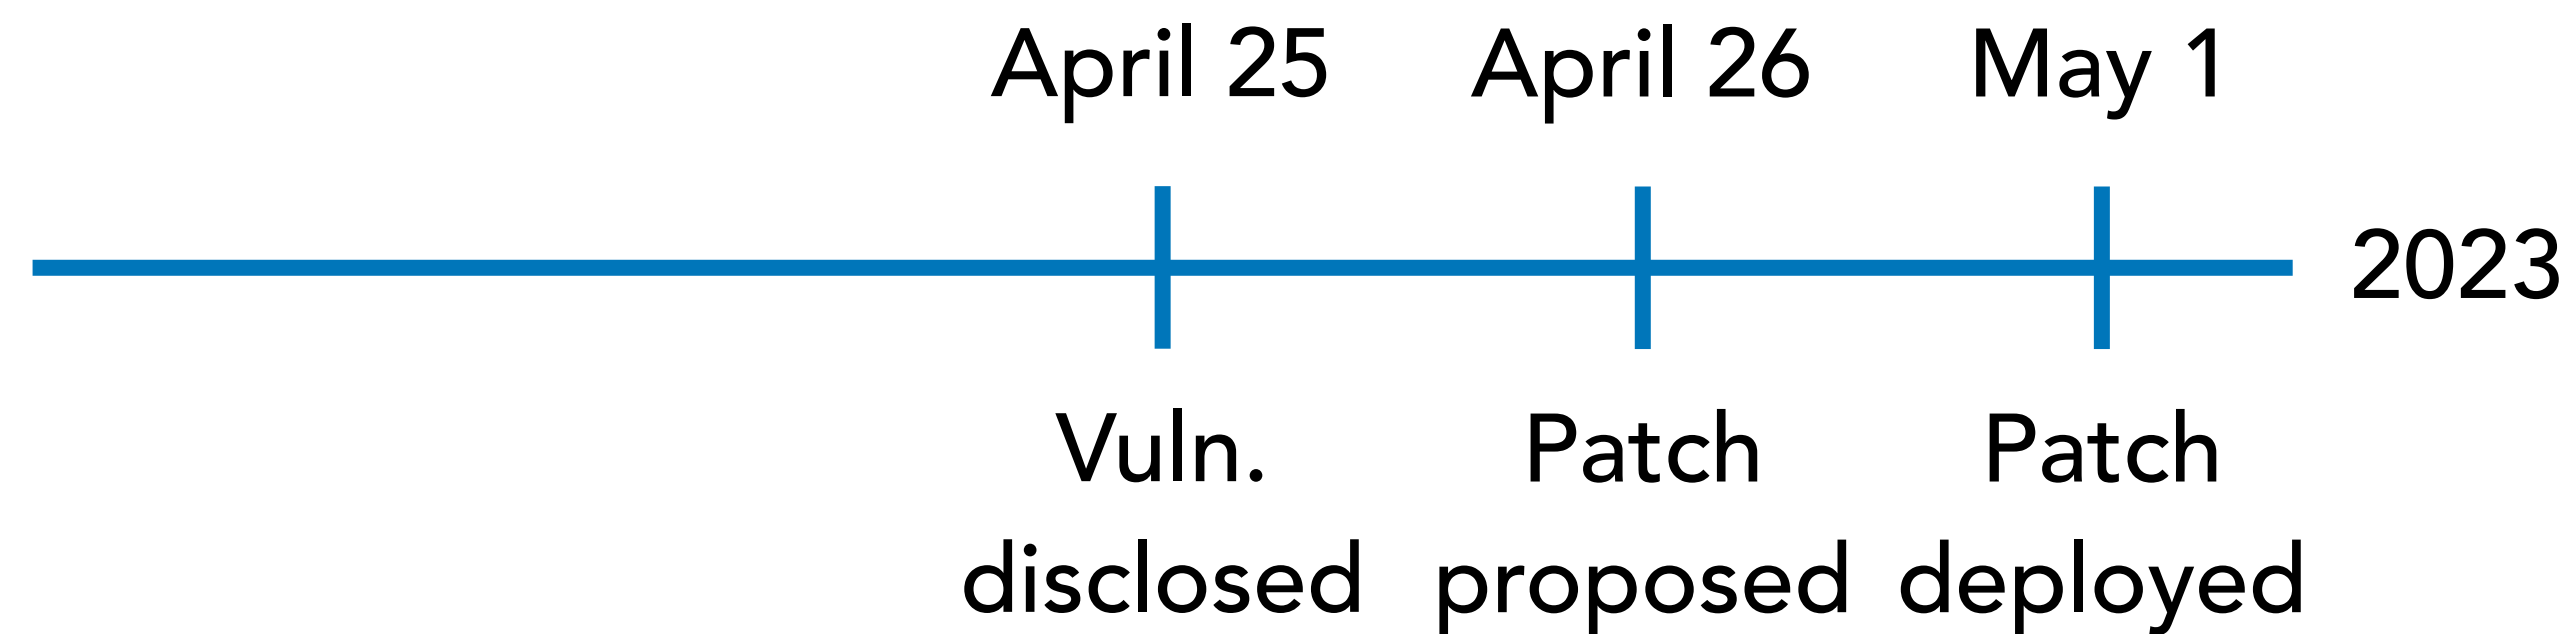 April 25 April 26 May 1
2023
Vuln. Patch Patch
disclosed proposed deployed